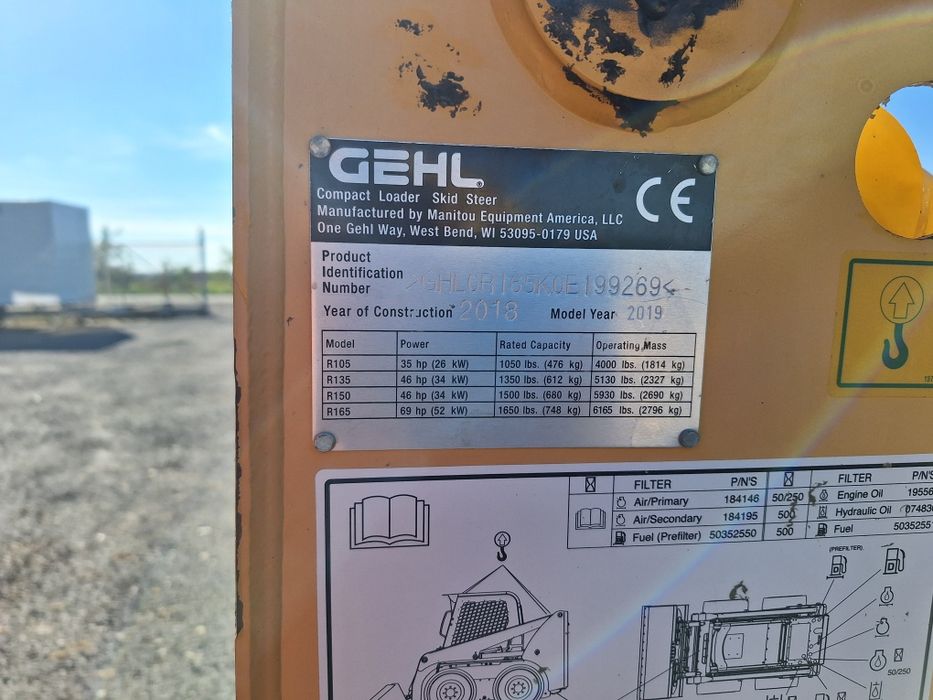 GEHL®
Compact Loader Skid Steer
Manufactured by Manitou Equipment America, LLC
One Gehl Way, West Bend, WI 53095-0179 USA
CE
Product
Identification
Number >GHL0R165KCE199269<
Year of Construction 2018 Model Year 2019
Model Power Rated Capacity Operating Mass
R105 35 hp (26 kW) 1050 lbs. (476 kg) 4000 lbs. (1814 kg)
R135 46 hp (34 kW) 1350 lbs. (612 kg) 5130 lbs. (2327 kg)
R150 46 hp (34 kW) 1500 lbs. (680 kg) 5930 lbs. (2690 kg)
R165 69 hp (52 kW) 1650 lbs. (748 kg) 6165 lbs. (2796 kg)
FILTER P/N'S FILTER P/N'S
Air/Primary 184146 50/250 Engine Oil 19556
Air/Secondary 184195 500 Hydraulic Oil 07483
Fuel (Prefilter) 50352550 500 Fuel 5035255
(PREFILTER)
50/250